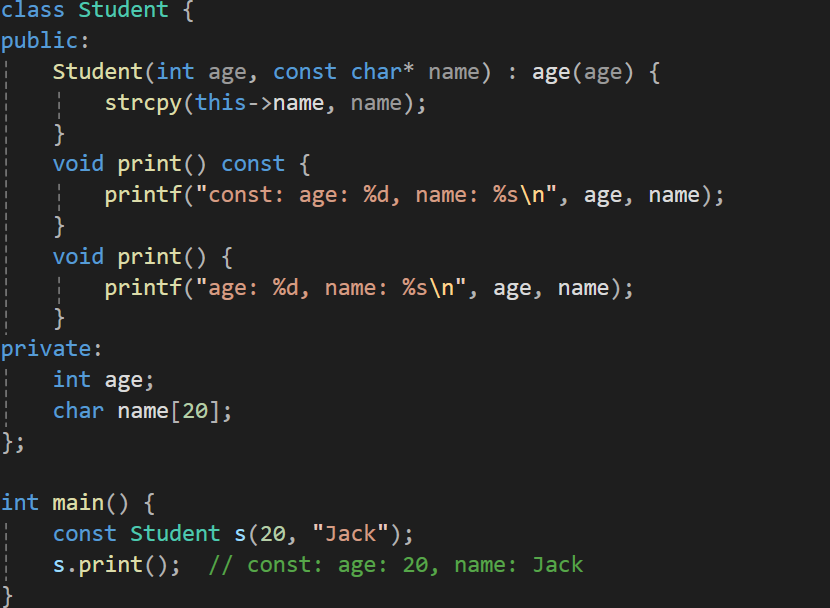 class Student {
public:
    Student(int age, const char* name) : age(age) {
        strcpy(this->name, name);
    }
    void print() const {
        printf("const: age: %d, name: %s\n", age, name);
    }
    void print() {
        printf("age: %d, name: %s\n", age, name);
    }
private:
    int age;
    char name[20];
};

int main() {
    const Student s(20, "Jack");
    s.print();  // const: age: 20, name: Jack
}